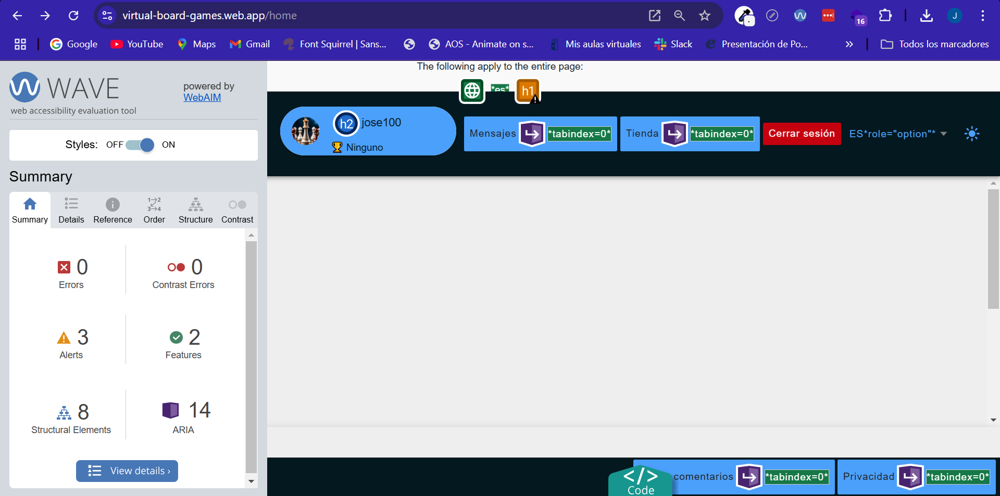 virtual-board-games.web.app/home
16
J
Google
YouTube
Maps
Gmail
Font Squirrel | Sans...
AOS - Animate on s...
Mis aulas virtuales
Slack
Presentación de Po...
»
Todos los marcadores
WAVE
web accessibility evaluation tool
powered by
WebAIM
Styles: OFF ON
Summary
Summary
Details
Reference
Order
Structure
Contrast
0
Errors
0
Contrast Errors
3
Alerts
2
Features
8
Structural Elements
14
ARIA
View details ›
The following apply to the entire page:
*es*
h1
h2 jose100
Ninguno
Mensajes *tabindex=0*
Tienda *tabindex=0*
Cerrar sesión
ES*role="option"*
</>
Code
comentarios *tabindex=0*
Privacidad *tabindex=0*